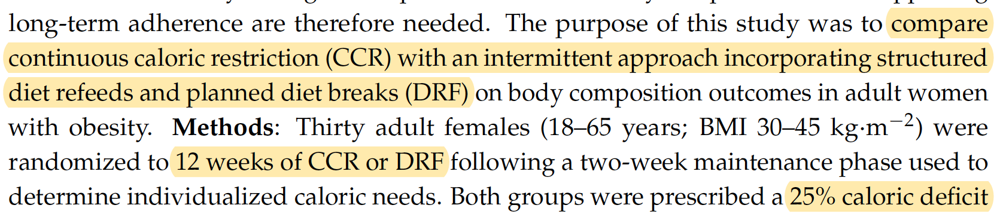 long-term adherence are therefore needed. The purpose of this study was to compare
continuous caloric restriction (CCR) with an intermittent approach incorporating structured
diet refeeds and planned diet breaks (DRF) on body composition outcomes in adult women
with obesity. Methods: Thirty adult females (18–65 years; BMI 30–45 kg·m−2) were
randomized to 12 weeks of CCR or DRF following a two-week maintenance phase used to
determine individualized caloric needs. Both groups were prescribed a 25% caloric deficit